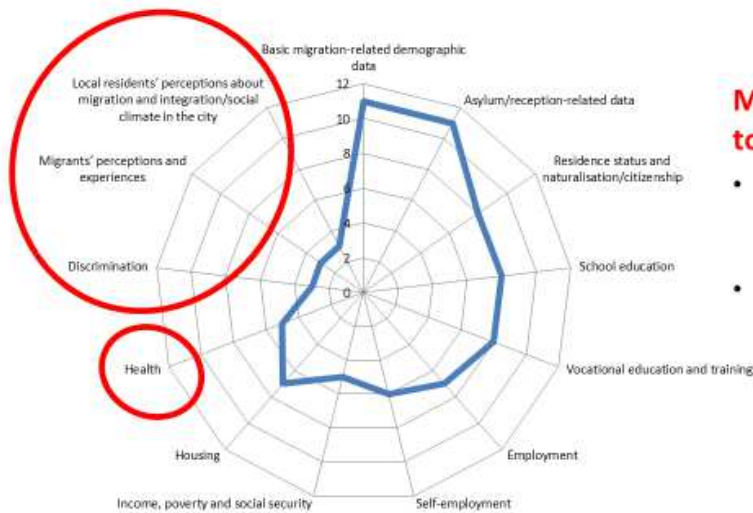 Basic migration-related demographic
data
12
10
8
6
4
2
0
Asylum/reception-related data
Residence status and
naturalisation/citizenship
School education
Vocational education and training
Employment
Self-employment
Income, poverty and social security
Housing
Health
Discrimination
Migrants' perceptions and
experiences
Local residents' perceptions about
migration and integration/social
climate in the city
M
to
•
•